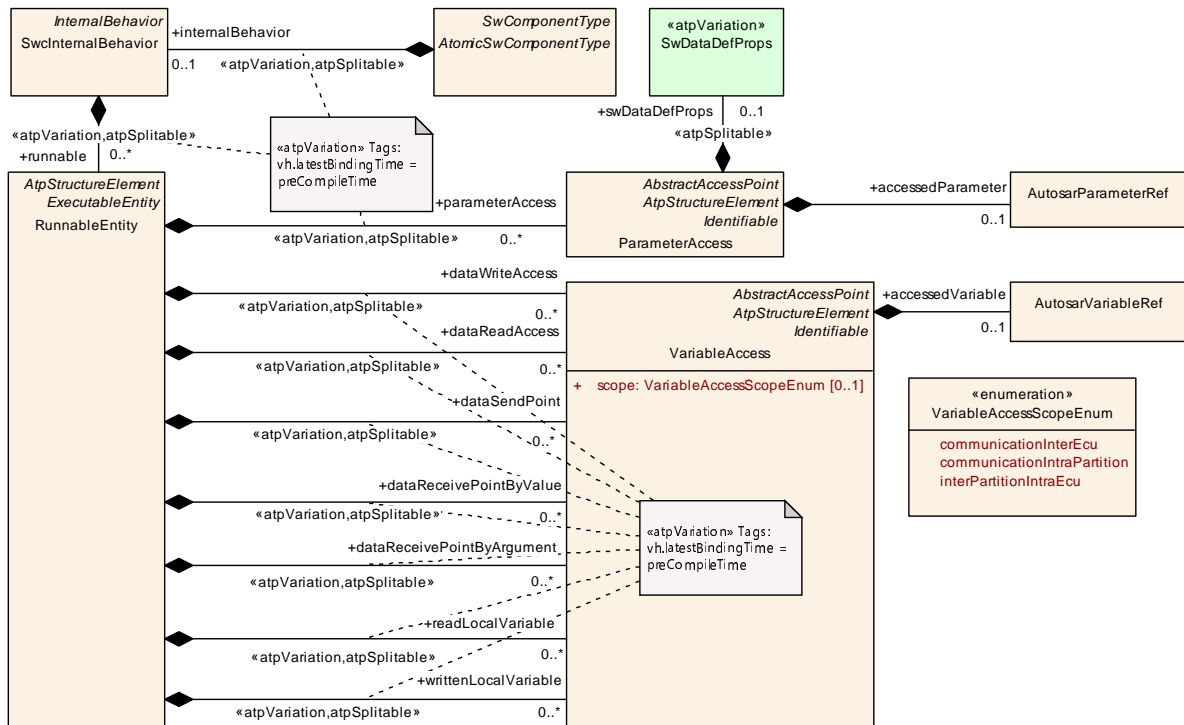 InternalBehavior
SwcInternalBehavior
+internalBehavior
0..1
«atpVariation,atpSplitable»
SwComponentType
AtomicSwComponentType
«atpVariation»
SwDataDefProps
+swDataDefProps
0..1
«atpSplitable»
«atpVariation,atpSplitable»
+runnable
0..*
«atpVariation» Tags:
vh.latestBindingTime =
preCompileTime
AtpStructureElement
ExecutableEntity
RunnableEntity
+parameterAccess
«atpVariation,atpSplitable»
0..*
AbstractAccessPoint
AtpStructureElement
Identifiable
ParameterAccess
+accessedParameter
0..1
AutosarParameterRef
+dataWriteAccess
«atpVariation,atpSplitable»
0..*
+dataReadAccess
«atpVariation,atpSplitable»
0..*
+dataSendPoint
«atpVariation,atpSplitable»
0..*
+dataReceivePointByValue
«atpVariation,atpSplitable»
0..*
+dataReceivePointByArgument
«atpVariation,atpSplitable»
0..*
+readLocalVariable
«atpVariation,atpSplitable»
0..*
+writtenLocalVariable
«atpVariation,atpSplitable»
0..*
AbstractAccessPoint
AtpStructureElement
Identifiable
VariableAccess
+ scope: VariableAccessScopeEnum [0..1]
«atpVariation» Tags:
vh.latestBindingTime =
preCompileTime
+accessedVariable
0..1
AutosarVariableRef
«enumeration»
VariableAccessScopeEnum
communicationInterEcu
communicationIntraPartition
interPartitionIntraEcu